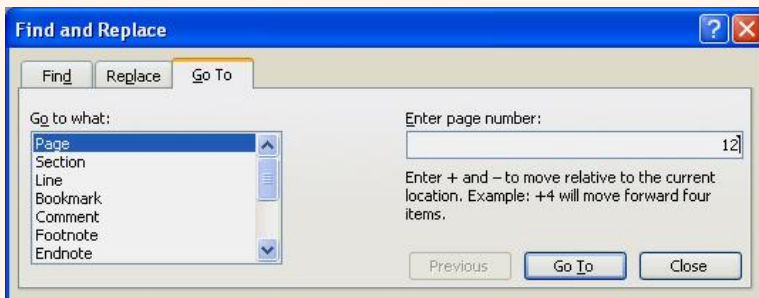 Find and Replace
Find
Replace
Go To
Go to what:
Page
Section
Line
Bookmark
Comment
Footnote
Endnote
Enter page number:
12
Enter + and – to move relative to the current
location. Example: +4 will move forward four
items.
Previous
Go To
Close